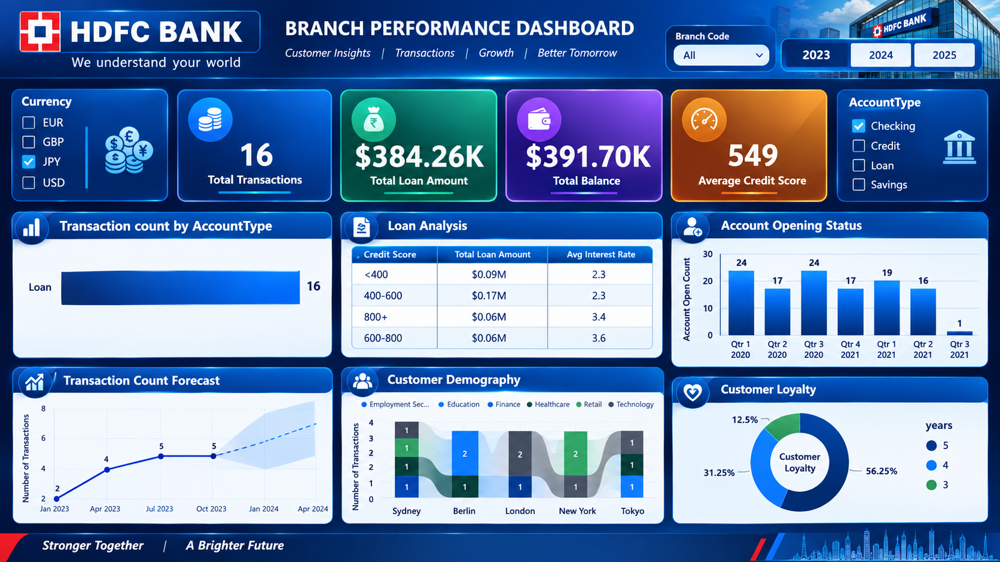 HDFC BANK
We understand your world
BRANCH PERFORMANCE DASHBOARD
Customer Insights | Transactions | Growth | Better Tomorrow
Branch Code
All
HDFC BANK
2023 2024 2025
Currency
EUR
GBP
JPY
USD
16
Total Transactions
$384.26K
Total Loan Amount
$391.70K
Total Balance
549
Average Credit Score
AccountType
Checking
Credit
Loan
Savings
Transaction count by AccountType
Loan 16
Loan Analysis
Credit Score Total Loan Amount Avg Interest Rate
<400 $0.09M 2.3
400-600 $0.17M 2.3
800+ $0.06M 3.4
600-800 $0.06M 3.6
Account Opening Status
Account Open Count
30
20
10
0
24 17 24 17 19 16 1
Qtr 1 Qtr 2 Qtr 3 Qtr 4 Qtr 1 Qtr 2 Qtr 3
2020 2020 2020 2021 2021 2021 2021
Transaction Count Forecast
Number of Transactions
8
6
4
2
2 4 5 5
Jan 2023 Apr 2023 Jul 2023 Oct 2023 Jan 2024 Apr 2024
Customer Demography
Employment Sec... Education Finance Healthcare Retail Technology
Number of Transactions
4
3
2
2
1
0
1 1 1 1
2 1
2 1
2 1
1 1 1
Sydney Berlin London New York Tokyo
Customer Loyalty
12.5%
31.25%
56.25%
Customer
Loyalty
years
5
4
3
Stronger Together | A Brighter Future